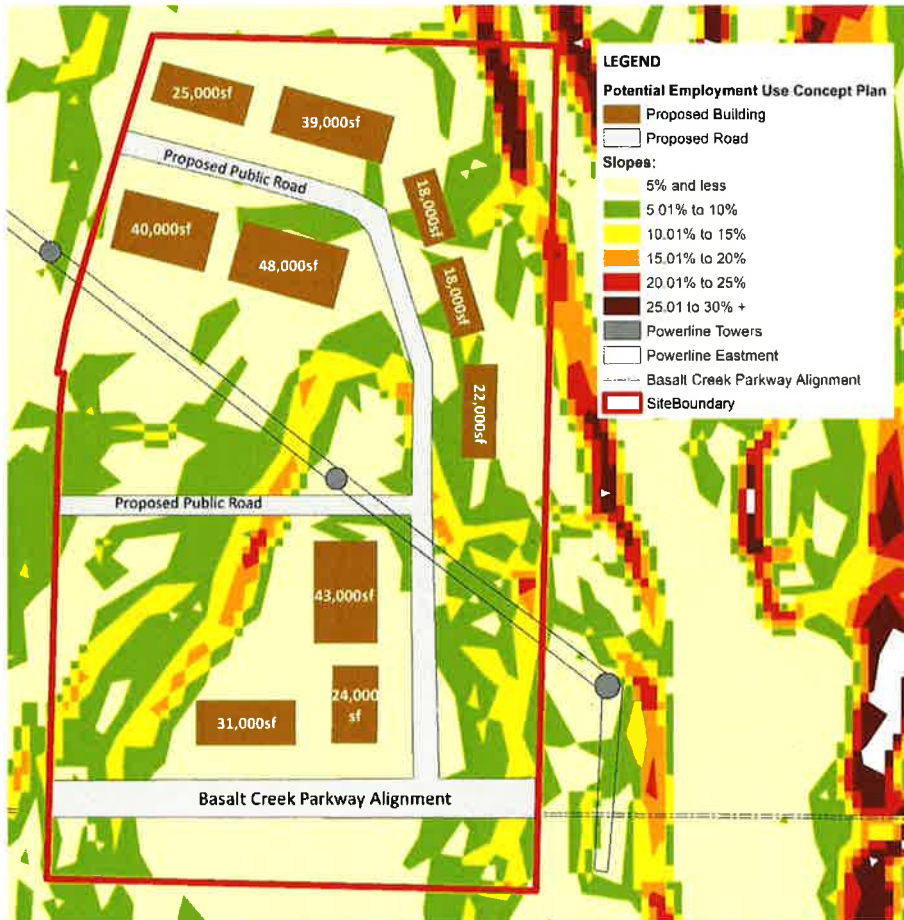 LEGEND
Potential Employment Use Concept Plan
Proposed Building
Proposed Road
Slopes:
5% and less
5.01% to 10%
10.01% to 15%
15.01% to 20%
20.01% to 25%
25.01 to 30% +
Powerline Towers
Powerline Eastment
Basalt Creek Parkway Alignment
SiteBoundary
25,000sf
39,000sf
Proposed Public Road
18,000sf
40,000sf
48,000sf
18,000sf
22,000sf
Proposed Public Road
43,000sf
24,000
sf
31,000sf
Basalt Creek Parkway Alignment